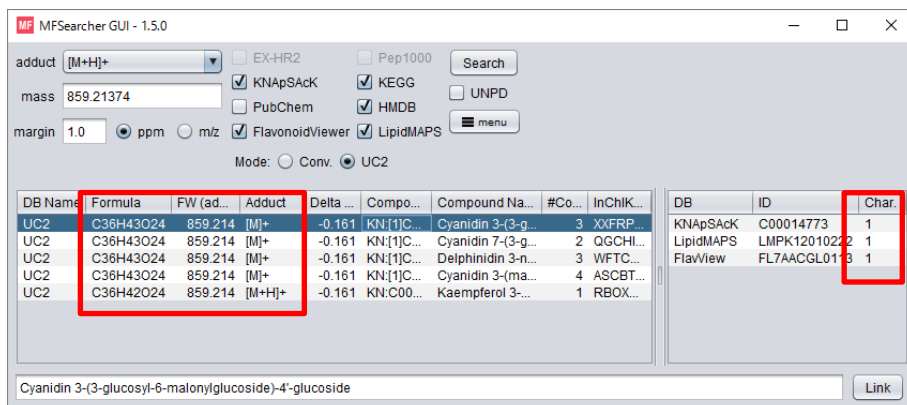 MF MFSearcher GUI - 1.5.0
adduct [M+H]+ EX-HR2 Pep1000 Search
mass 859.21374 KNApSAcK KEGG UNPD
PubChem HMDB
margin 1.0 ppm m/z FlavonoidViewer LipidMAPS menu
Mode: Conv. UC2
DB Name Formula FW (ad... Adduct Delta ... Compo... Compound Na... #Co... InChIK... DB ID Char.
UC2 C36H43O24 859.214 [M]+ -0.161 KN:[1]C... Cyanidin 3-(3-g... 3 XXFRP... KNApSAcK C00014773 1
UC2 C36H43O24 859.214 [M]+ -0.161 KN:[1]C... Cyanidin 7-(3-g... 2 QGCHI... LipidMAPS LMPK12010222 1
UC2 C36H43O24 859.214 [M]+ -0.161 KN:[1]C... Delphinidin 3-n... 3 WFTC... FlavView FL7AACGL0113 1
UC2 C36H43O24 859.214 [M]+ -0.161 KN:[1]C... Cyanidin 3-(ma... 4 ASCBT...
UC2 C36H42O24 859.214 [M+H]+ -0.161 KN:C00... Kaempferol 3-... 1 RBOX...
Cyanidin 3-(3-glucosyl-6-malonylglucoside)-4'-glucoside Link